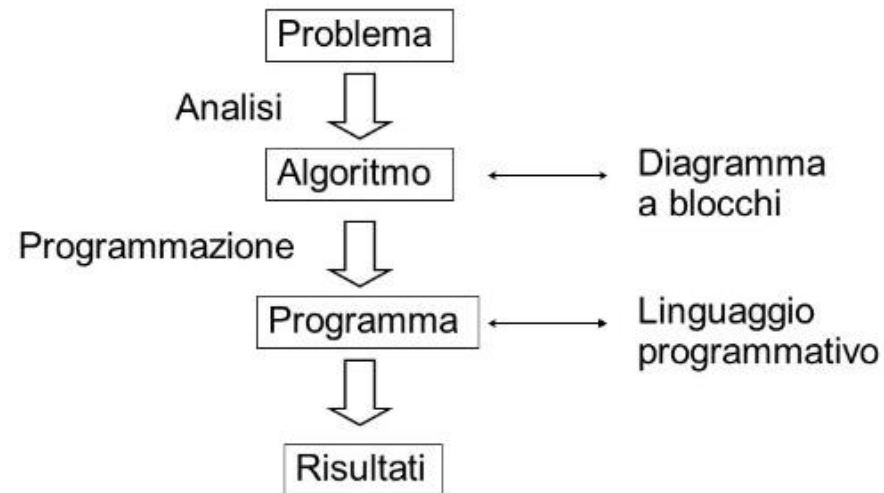 Problema
Analisi
Algoritmo
Diagramma
a blocchi
Programmazione
Programma
Linguaggio
programmativo
Risultati